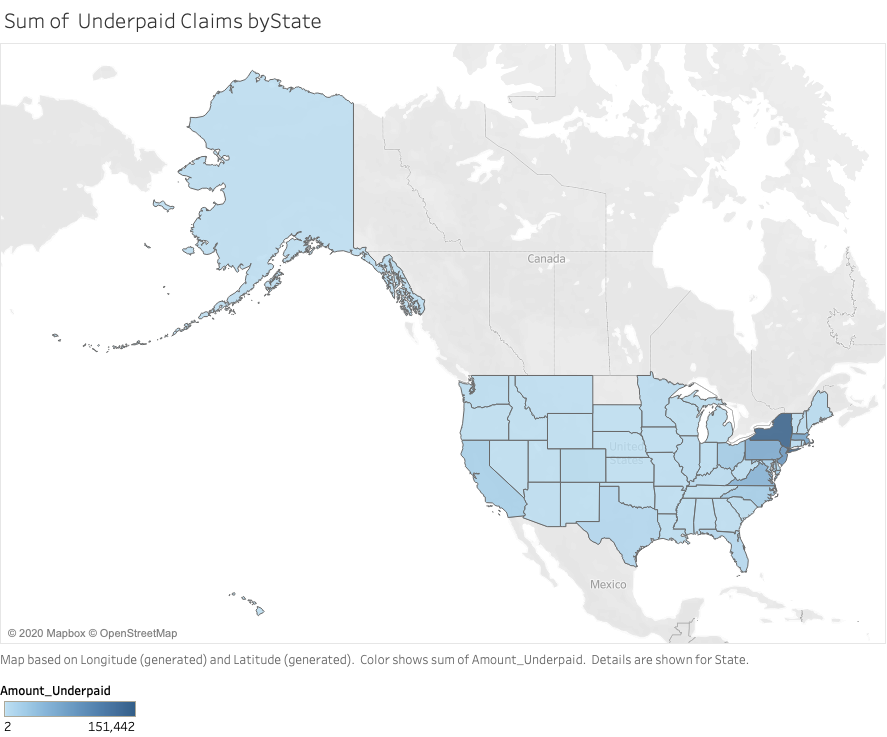 Sum of  Underpaid Claims byState
Canada
United
States
Mexico
© 2020 Mapbox © OpenStreetMap
Map based on Longitude (generated) and Latitude (generated).  Color shows sum of Amount_Underpaid.  Details are shown for State.
Amount_Underpaid
2 151,442